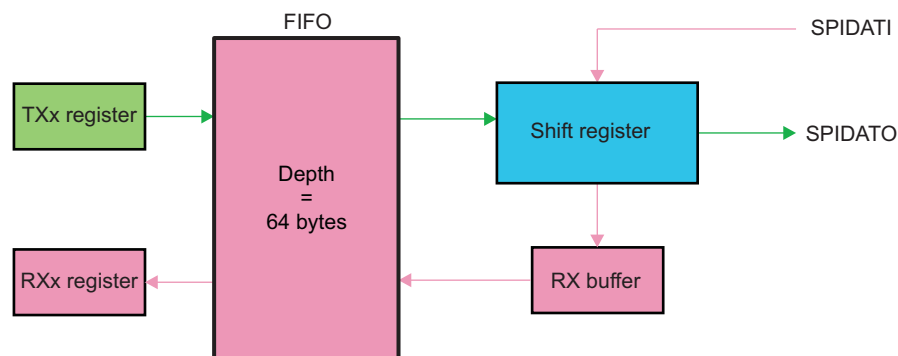 FIFO
SPIDATI
TXx register
Shift register
SPIDATO
Depth
=
64 bytes
RXx register
RX buffer